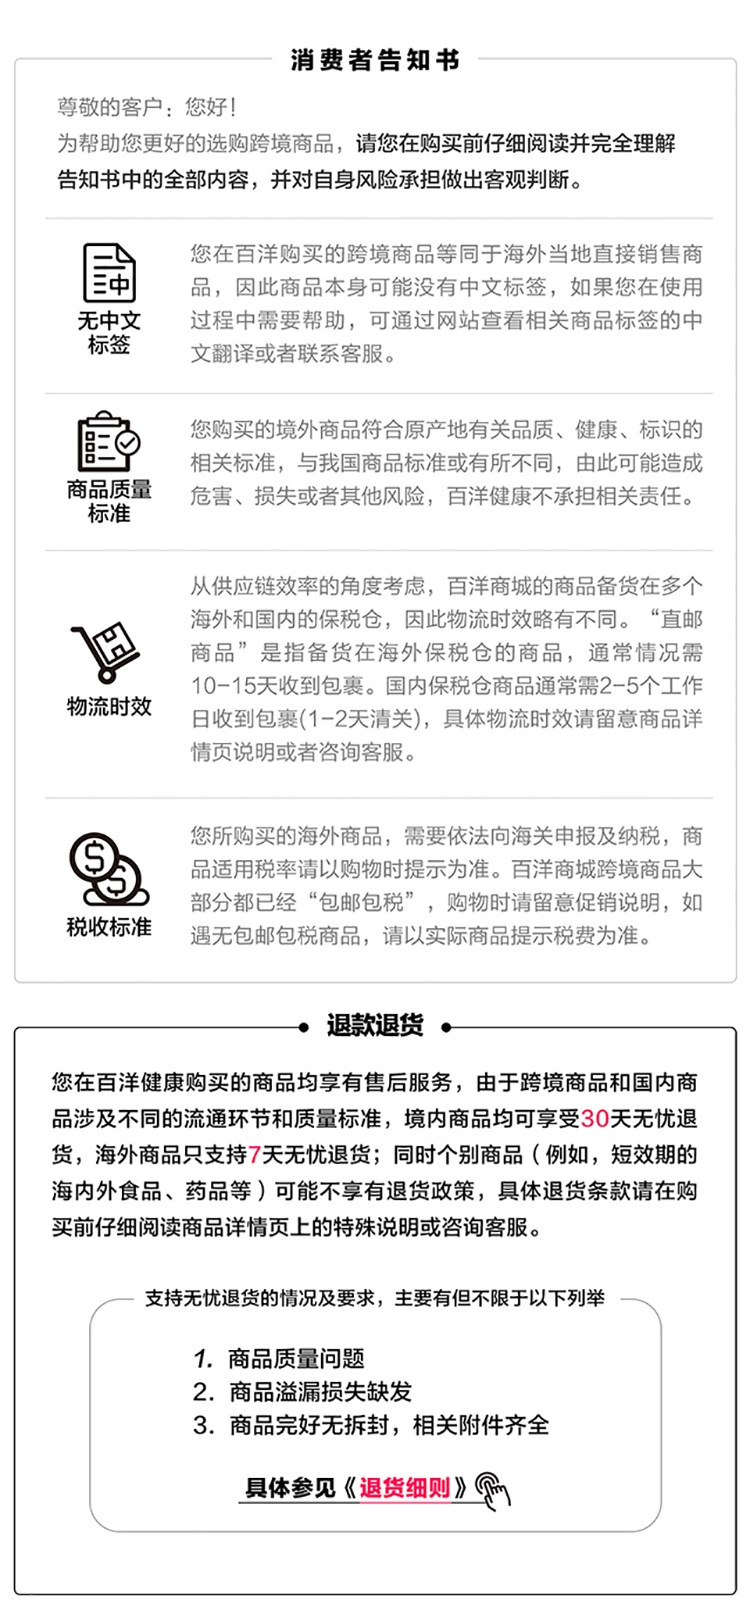 消费者告知书
尊敬的客户：您好！
为帮助您更好的选购跨境商品，请您在购买前仔细阅读并完全理解
告知书中的全部内容，并对自身风险承担做出客观判断。
中
无中文
标签
您在百洋购买的跨境商品等同于海外当地直接销售商
品，因此商品本身可能没有中文标签，如果您在使用
过程中需要帮助，可通过网站查看相关商品标签的中
文翻译或者联系客服。
商品质量
标准
您购买的境外商品符合原产地有关品质、健康、标识的
相关标准，与我国商品标准或有所不同，由此可能造成
危害、损失或者其他风险，百洋健康不承担相关责任。
物流时效
从供应链效率的角度考虑，百洋商城的商品备货在多个
海外和国内的保税仓，因此物流时效略有不同。“直邮
商品”是指备货在海外保税仓的商品，通常情况需
10-15天收到包裹。国内保税仓商品通常需2-5个工作
日收到包裹(1-2天清关)，具体物流时效请留意商品详
情页说明或者咨询客服。
$
$
税收标准
您所购买的海外商品，需要依法向海关申报及纳税，商
品适用税率请以购物时提示为准。百洋商城跨境商品大
部分都已经“包邮包税”，购物时请留意促销说明，如
遇无包邮包税商品，请以实际商品提示税费为准。
退款退货
您在百洋健康购买的商品均享有售后服务，由于跨境商品和国内商
品涉及不同的流通环节和质量标准，境内商品均可享受30天无忧退
货，海外商品只支持7天无忧退货；同时个别商品（例如，短效期的
海内外食品、药品等）可能不享有退货政策，具体退货条款请在购
买前仔细阅读商品详情页上的特殊说明或咨询客服。
支持无忧退货的情况及要求，主要有但不限于以下列举
1. 商品质量问题
2. 商品溢漏损失缺发
3. 商品完好无拆封，相关附件齐全
具体参见《退货细则》